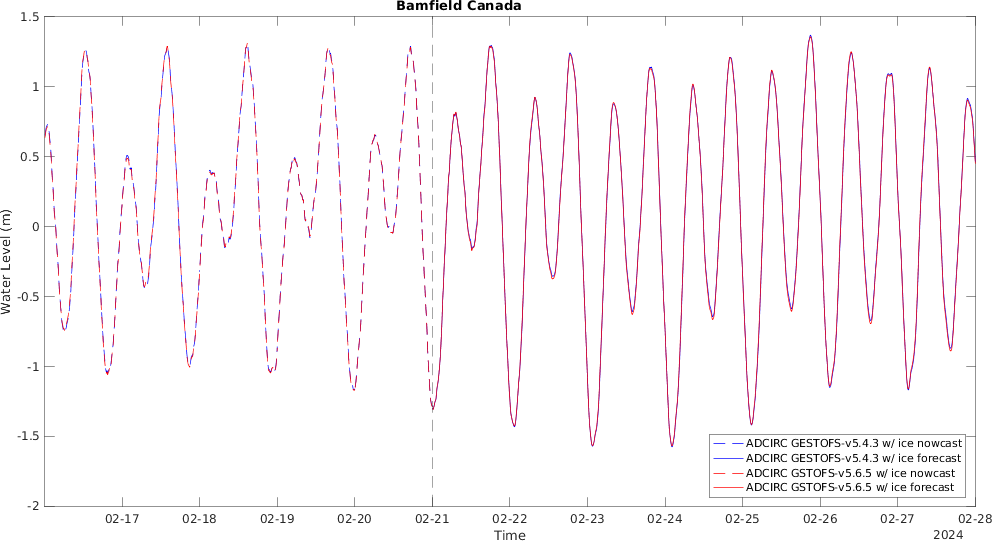 Bamfield Canada
1.5
1
0.5
0
-0.5
-1
-1.5
-2
Water Level (m)
ADCIRC GESTOFS-v5.4.3 w/ ice nowcast
ADCIRC GESTOFS-v5.4.3 w/ ice forecast
ADCIRC GSTOFS-v5.6.5 w/ ice nowcast
ADCIRC GSTOFS-v5.6.5 w/ ice forecast
02-17 02-18 02-19 02-20 02-21 02-22 02-23 02-24 02-25 02-26 02-27 02-28
Time
2024